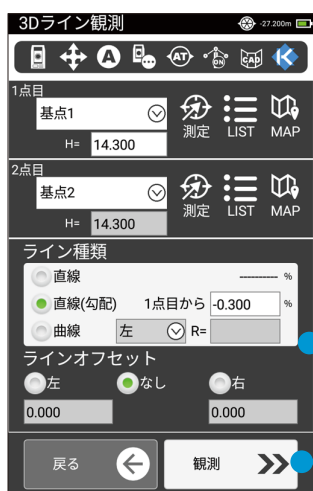 3Dライン観測 -27.200m
A AT ON CAD
1点目
基点1 測定 LIST MAP
H= 14.300
2点目
基点2 測定 LIST MAP
H= 14.300
ライン種類
直線 ---------- %
直線(勾配) 1点目から -0.300 %
曲線 左 R=
ラインオフセット
左 なし 右
0.000 0.000
戻る 観測